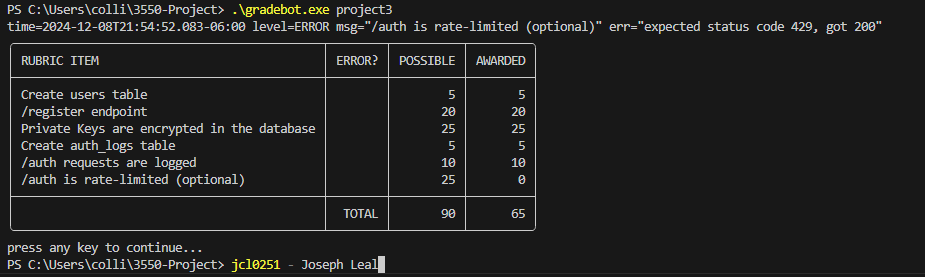 PS C:\Users\colli\3550-Project> .\gradebot.exe project3
time=2024-12-08T21:54:52.083-06:00 level=ERROR msg="/auth is rate-limited (optional)" err="expected status code 429, got 200"
RUBRIC ITEM ERROR? POSSIBLE AWARDED
Create users table 5 5
/register endpoint 20 20
Private Keys are encrypted in the database 25 25
Create auth_logs table 5 5
/auth requests are logged 10 10
/auth is rate-limited (optional) 25 0
TOTAL 90 65
press any key to continue...
PS C:\Users\colli\3550-Project> jcl0251 - Joseph Leal